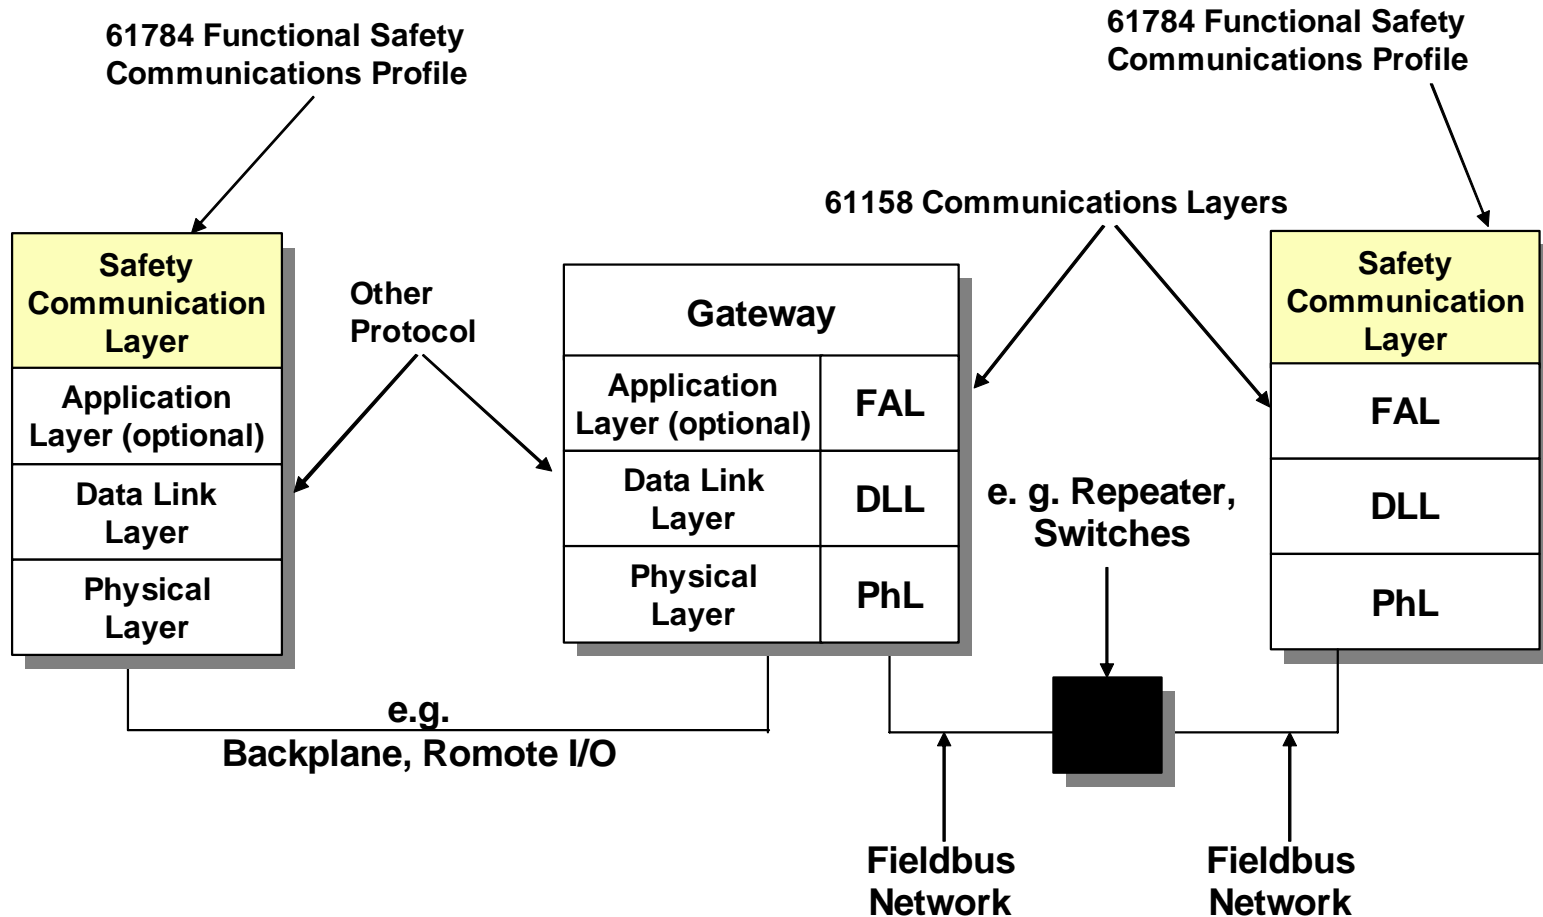 61784 Functional Safety
Communications Profile
61784 Functional Safety
Communications Profile
61158 Communications Layers
Safety
Communication
Layer
Application
Layer (optional)
Data Link
Layer
Physical
Layer
Other
Protocol
Gateway
Application
Layer (optional)
FAL
Data Link
Layer
DLL
Physical
Layer
PhL
e. g. Repeater,
Switches
Safety
Communication
Layer
FAL
DLL
PhL
e.g.
Backplane, Romote I/O
Fieldbus
Network
Fieldbus
Network